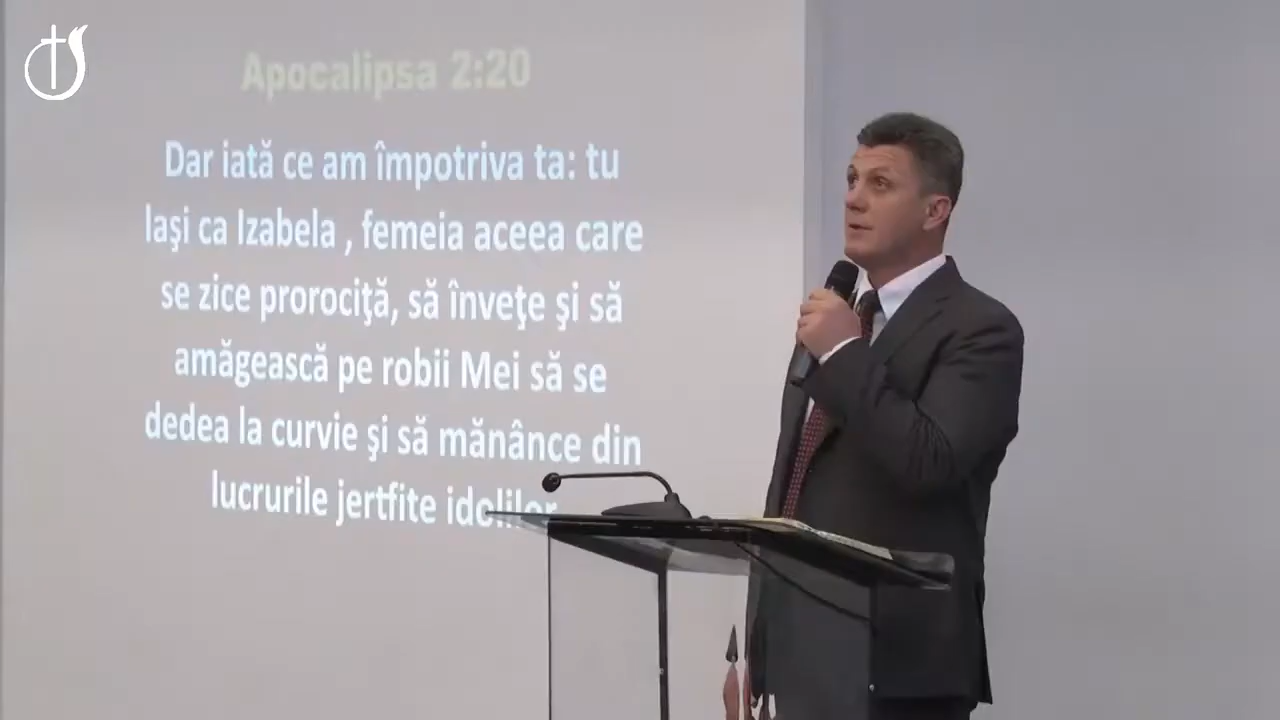 Apocalipsa 2:20
Dar iată ce am împotriva ta: tu
laşi ca Izabela , femeia aceea care
se zice prorociţă, să înveţe şi să
amăgească pe robii Mei să se
dedea la curvie şi să mănânce din
lucrurile jertfite idolilor